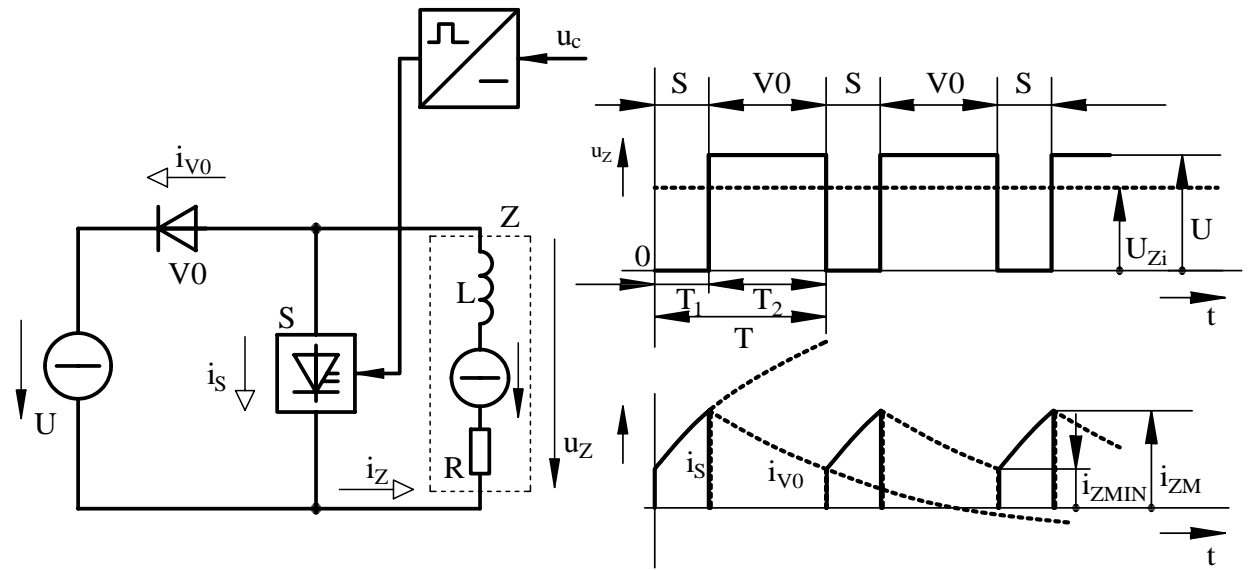 u_c
i_V0
V0
Z
L
S
i_S
U
R
u_Z
i_Z
S V0 S V0 S
u_Z
U
U_Zi
0
T_1 T_2
t
T
i_S
i_V0
i_ZMIN
i_ZM
t